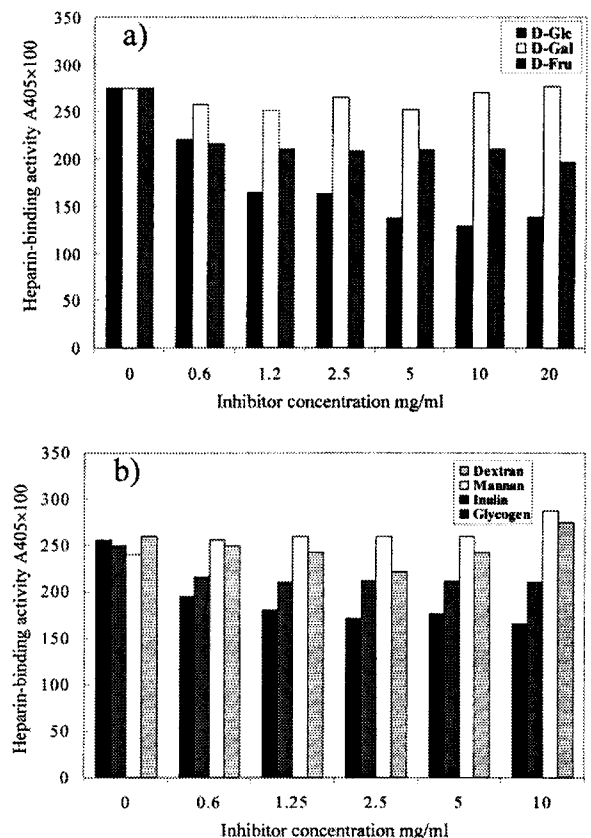 a)
D-Glc
D-Gal
D-Fru
350
300
250
200
150
100
50
0
Heparin-binding activity A405×100
0 0.6 1.2 2.5 5 10 20
Inhibitor concentration mg/ml
b)
Dextran
Mannan
Inulin
Glycogen
350
300
250
200
150
100
50
0
Heparin-binding activity A405×100
0 0.6 1.25 2.5 5 10
Inhibitor concentration mg/ml